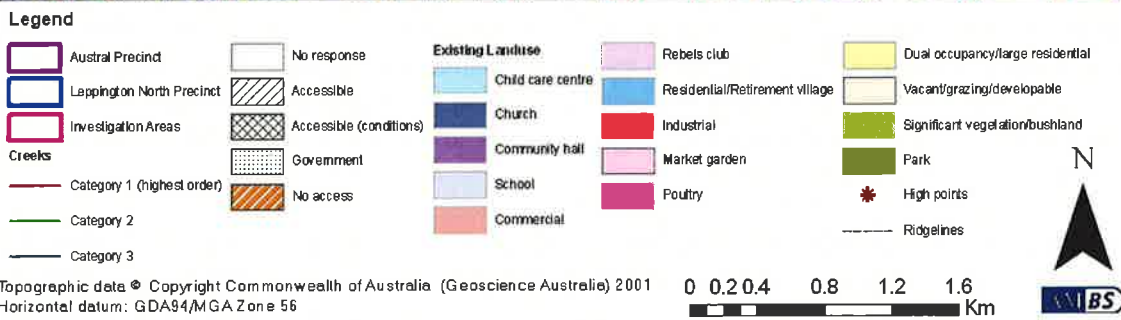 Legend
Austral Precinct
Leppington North Precinct
Investigation Areas
Creeks
Category 1 (highest order)
Category 2
Category 3
No response
Accessible
Accessible (conditions)
Government
No access
Existing Landuse
Child care centre
Church
Community hall
School
Commercial
Rebels club
Residential/Retirement village
Industrial
Market garden
Poultry
Dual occupancy/large residential
Vacant/grazing/developable
Significant vegetation/bushland
Park
High points
Ridgelines
N
Topographic data © Copyright Commonwealth of Australia (Geoscience Australia) 2001
Horizontal datum: GDA94/MGA Zone 56
0 0.2 0.4 0.8 1.2 1.6
Km
AMBS